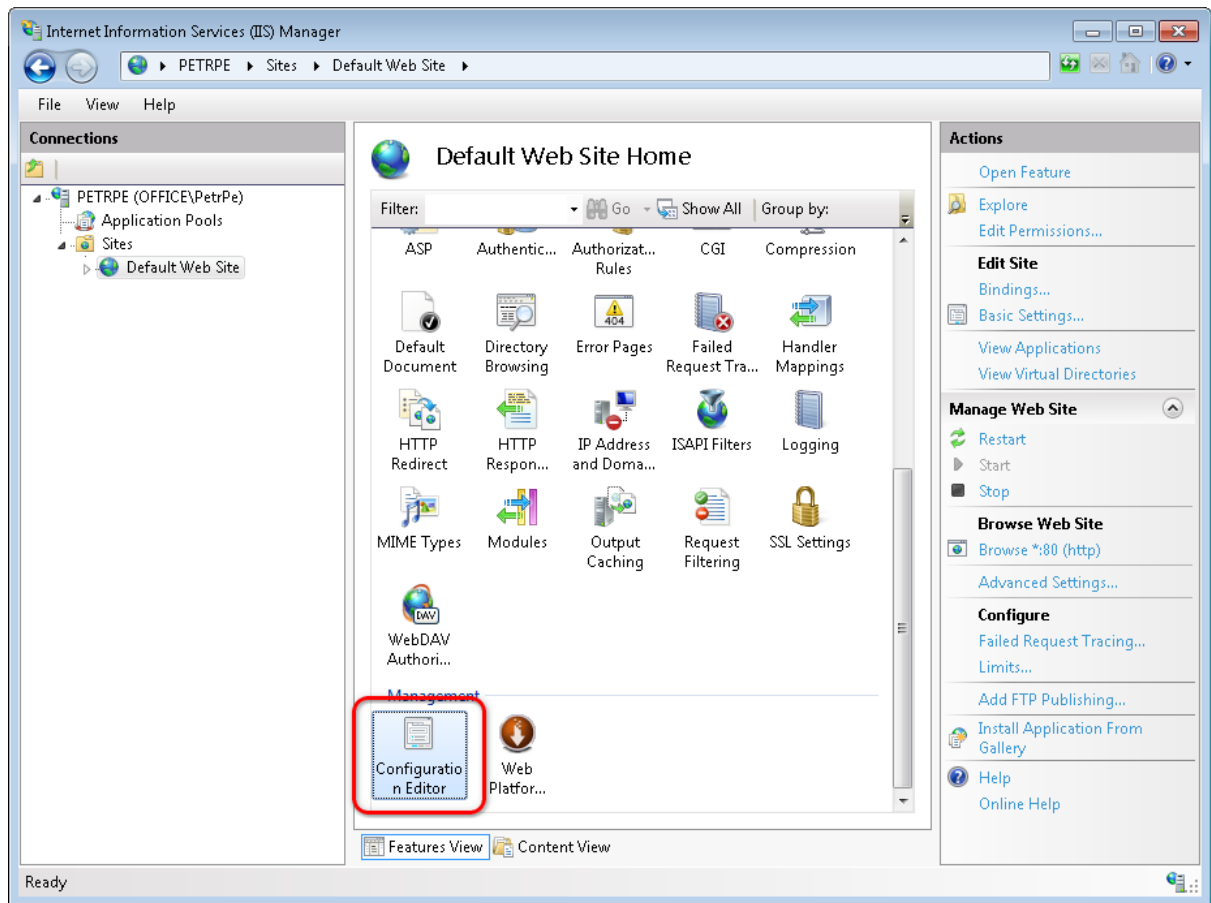 Internet Information Services (IIS) Manager
PETRPE Sites Default Web Site
File View Help
Connections
PETRPE (OFFICE\PetrPe)
Application Pools
Sites
Default Web Site
Default Web Site Home
Filter: Go Show All Group by:
ASP Authentic... Authorizat... CGI Compression
Rules
404
Default Directory Error Pages Failed Handler
Document Browsing Request Tra... Mappings
HTTP HTTP IP Address ISAPI Filters Logging
Redirect Respon... and Doma...
MIME Types Modules Output Request SSL Settings
Caching Filtering
DAV
WebDAV
Authori...
Management
Configuratio Web
n Editor Platfor...
Features View Content View
Actions
Open Feature
Explore
Edit Permissions...
Edit Site
Bindings...
Basic Settings...
View Applications
View Virtual Directories
Manage Web Site
Restart
Start
Stop
Browse Web Site
Browse *:80 (http)
Advanced Settings...
Configure
Failed Request Tracing...
Limits...
Add FTP Publishing...
Install Application From
Gallery
Help
Online Help
Ready